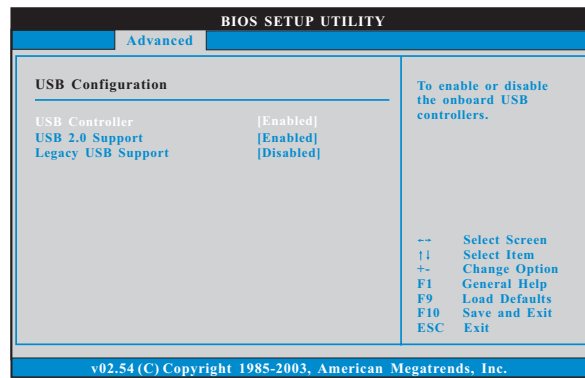 BIOS SETUP UTILITY
Advanced
USB Configuration
USB Controller [Enabled]
USB 2.0 Support [Enabled]
Legacy USB Support [Disabled]
To enable or disable
the onboard USB
controllers.
←→ Select Screen
↑↓ Select Item
+- Change Option
F1 General Help
F9 Load Defaults
F10 Save and Exit
ESC Exit
v02.54 (C) Copyright 1985-2003, American Megatrends, Inc.